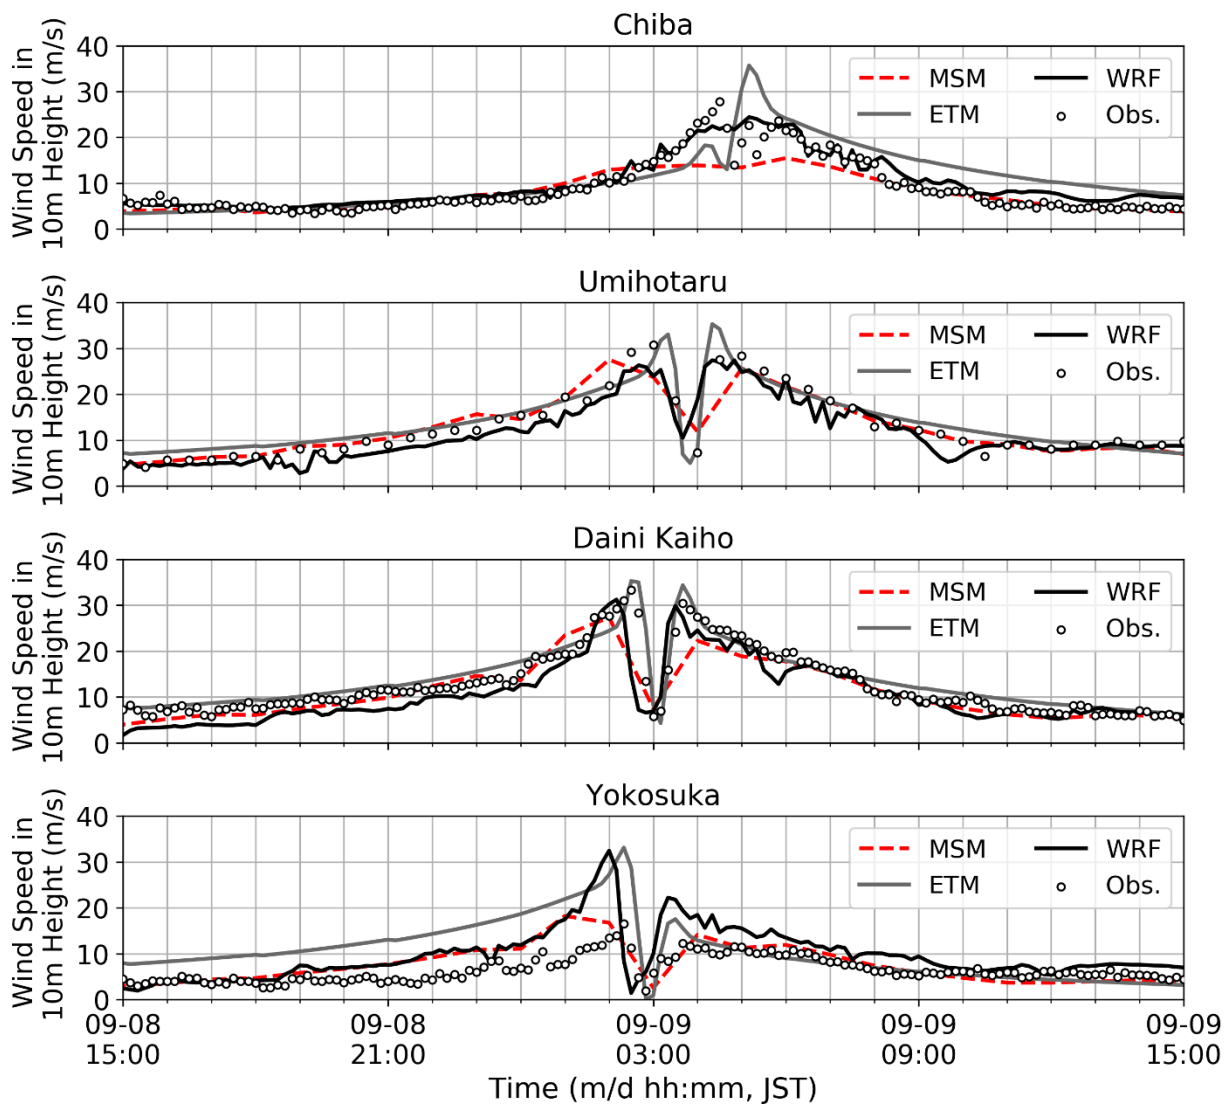 Chiba
Wind Speed in
10m Height (m/s)
40
30
20
10
0
MSM
WRF
ETM
Obs.
Umihotaru
Wind Speed in
10m Height (m/s)
40
30
20
10
0
MSM
WRF
ETM
Obs.
Daini Kaiho
Wind Speed in
10m Height (m/s)
40
30
20
10
0
MSM
WRF
ETM
Obs.
Yokosuka
Wind Speed in
10m Height (m/s)
40
30
20
10
0
MSM
WRF
ETM
Obs.
09-08
15:00
09-08
21:00
09-09
03:00
09-09
09:00
09-09
15:00
Time (m/d hh:mm, JST)